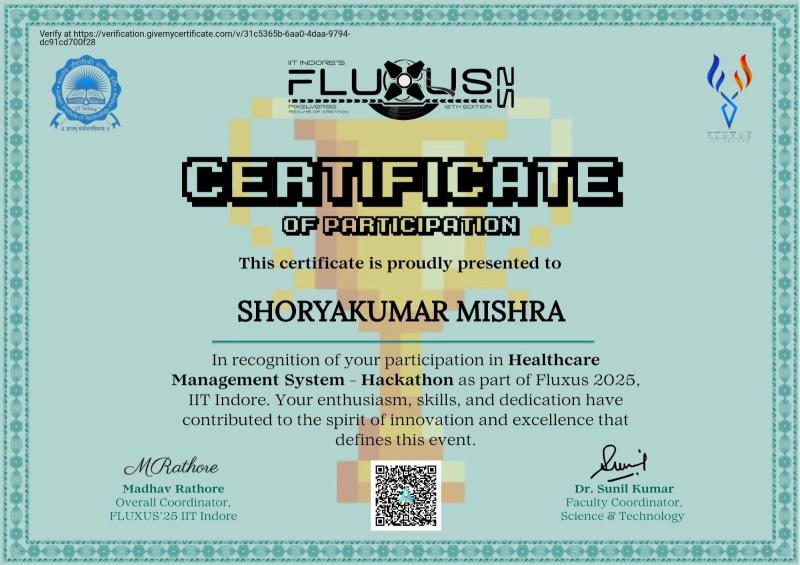 Verify at https://verification.givemycertificate.com/v/31c5365b-6aa0-4daa-9794-
dc91cd700f28
IIT INDORE'S
FLUXUS 25
PIXELVERSE 12TH EDITION
REALMS OF CREATION
FLUXUS
CERTIFICATE
OF PARTICIPATION
This certificate is proudly presented to
SHORYAKUMAR MISHRA
In recognition of your participation in Healthcare
Management System - Hackathon as part of Fluxus 2025,
IIT Indore. Your enthusiasm, skills, and dedication have
contributed to the spirit of innovation and excellence that
defines this event.
MRathore
Madhav Rathore
Overall Coordinator,
FLUXUS'25 IIT Indore
Sunil
Dr. Sunil Kumar
Faculty Coordinator,
Science & Technology